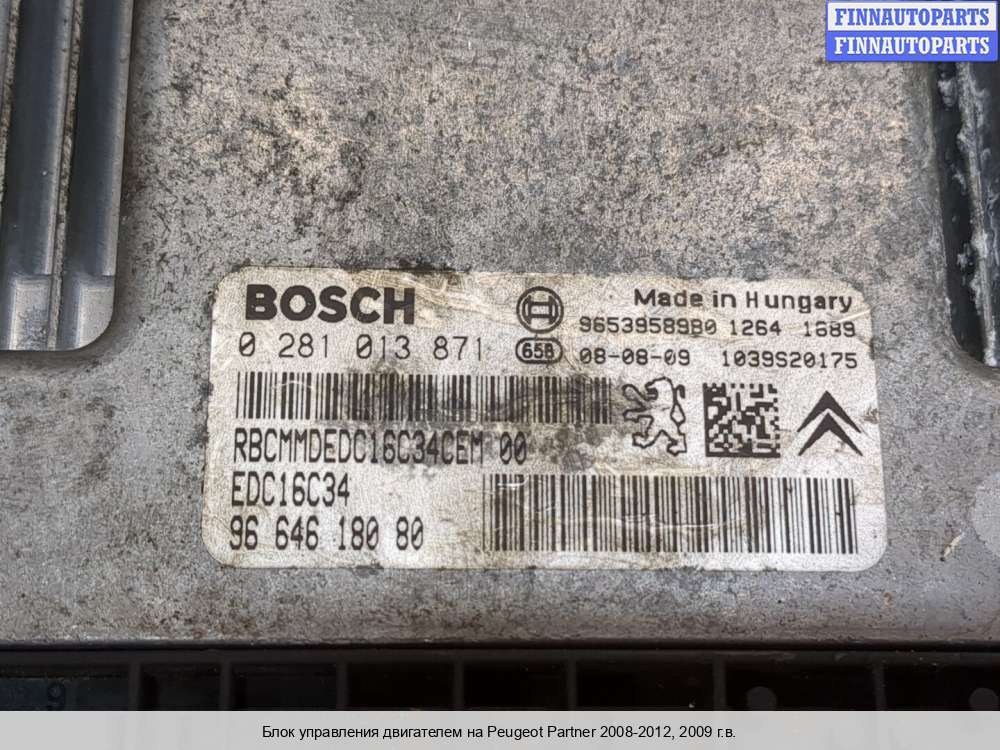 FINNAUTOPARTS
FINNAUTOPARTS
BOSCH
Made in Hungary
96539589B0 1264 1689
0 281 013 871
658 08-08-09 1039S20175
RBCMMDEDC16C34CEM 00
EDC16C34
96 646 180 80
Блок управления двигателем на Peugeot Partner 2008-2012, 2009 г.в.